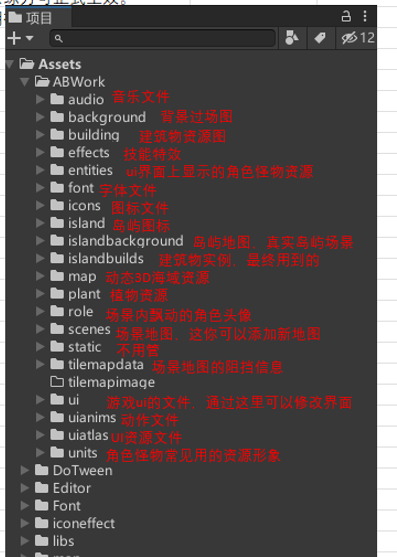 项目
12
Assets
ABWork
audio 音乐文件
background 背景过场图
building 建筑物资源图
effects 技能特效
entities ui界面上显示的角色怪物资源
font 字体文件
icons 图标文件
island 岛屿图标
islandbackground 岛屿地图，真实岛屿场景
islandbuilds 建筑物实例，最终用到的
map 动态3D海域资源
plant 植物资源
role 场景内飘动的角色头像
scenes 场景地图，这你可以添加新地图
static 不用管
tilemapdata 场景地图的阻挡信息
tilemapimage
ui 游戏ui的文件，通过这里可以修改界面
uianims 动作文件
uiatlas UI资源文件
units 角色怪物常见用的资源形象
DoTween
Editor
Font
iconeffect
libs